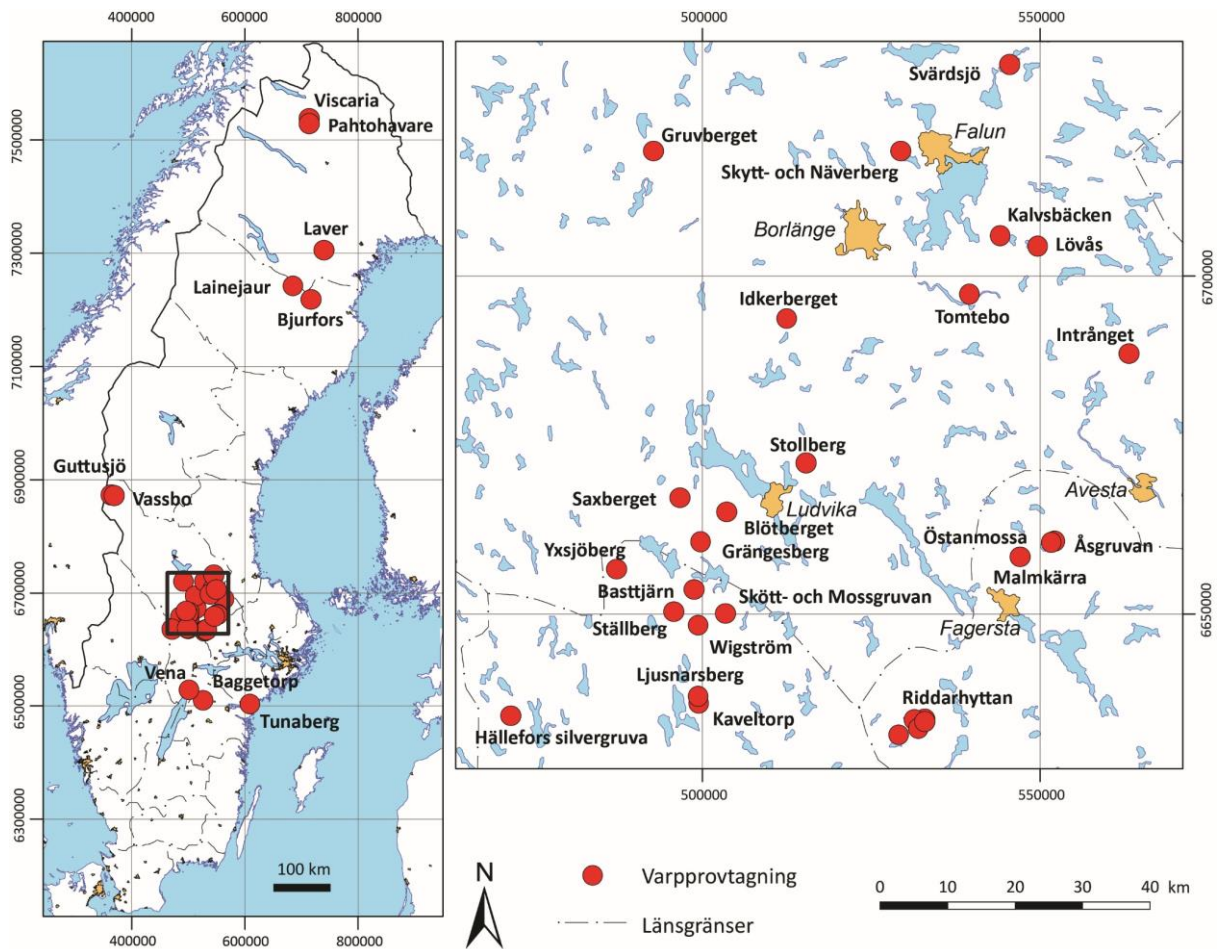 400000 600000 800000
7500000
7300000
7100000
6900000
6700000
6500000
6300000
Viscaria
Pahtohavare
Laver
Lainejaur
Bjurfors
Guttusjö
Vassbo
Vena
Baggetorp
Tunaberg
100 km
400000 600000 800000
500000 550000
Svärdsjö
Gruvberget
Falun
Skytt- och Näverberg
Borlänge
Kalvsbäcken
Lövås
6700000
Idkerberget
Tomtebo
Intrånget
Stollberg
Saxberget
Ludvika
Avesta
Blötberget
Östanmossa
Åsgruvan
Yxsjöberg
Grängesberg
Malmkärra
Basttjärn
Skött- och Mossgruvan
Fagersta
6650000
Ställberg
Wigström
Ljusnarsberg
Riddarhyttan
Kaveltorp
Hällefors silvergruva
500000 550000
N
Varpprovtagning
Länsgränser
0 10 20 30 40 km